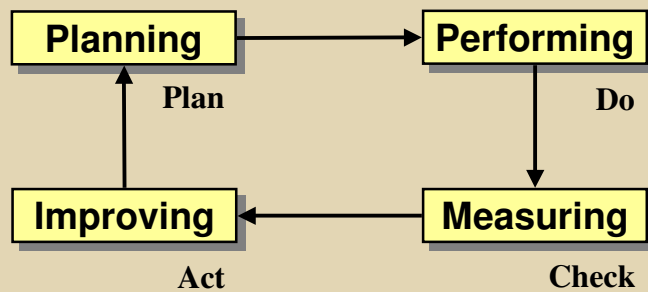 Planning
Performing
Plan
Do
Improving
Measuring
Act
Check